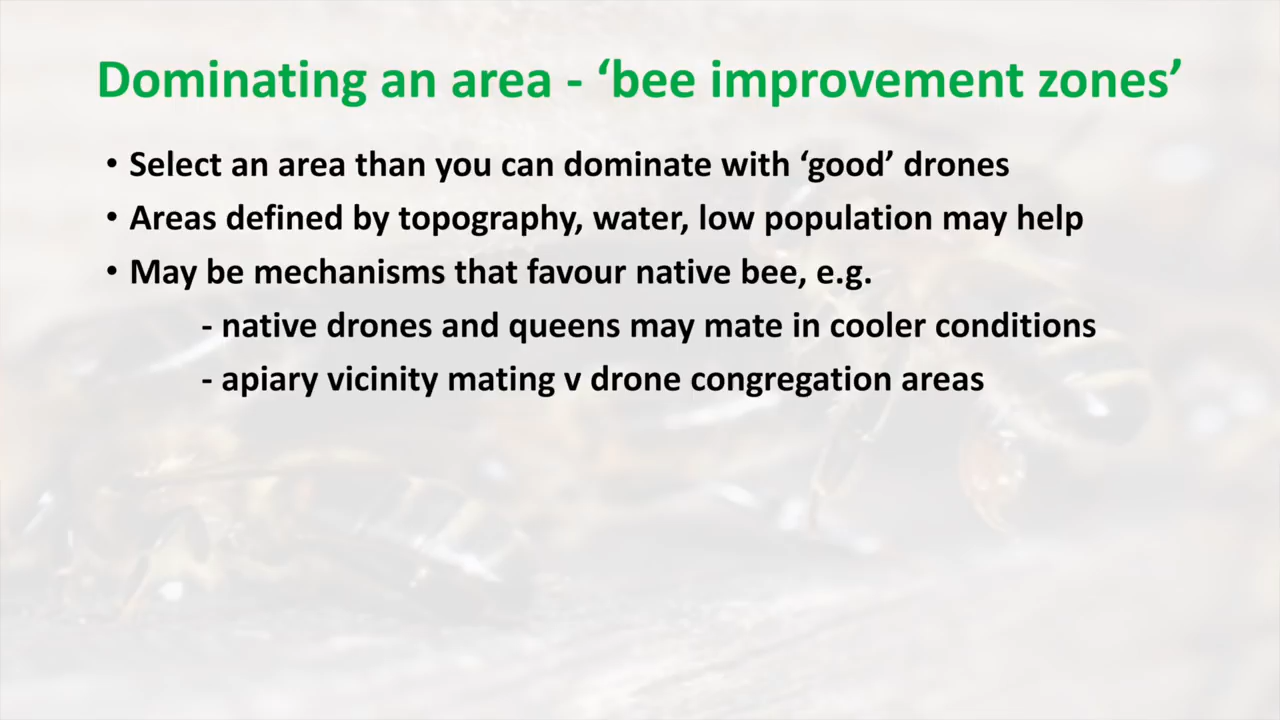 Dominating an area - ‘bee improvement zones’
• Select an area than you can dominate with ‘good’ drones
• Areas defined by topography, water, low population may help
• May be mechanisms that favour native bee, e.g.
- native drones and queens may mate in cooler conditions
- apiary vicinity mating v drone congregation areas